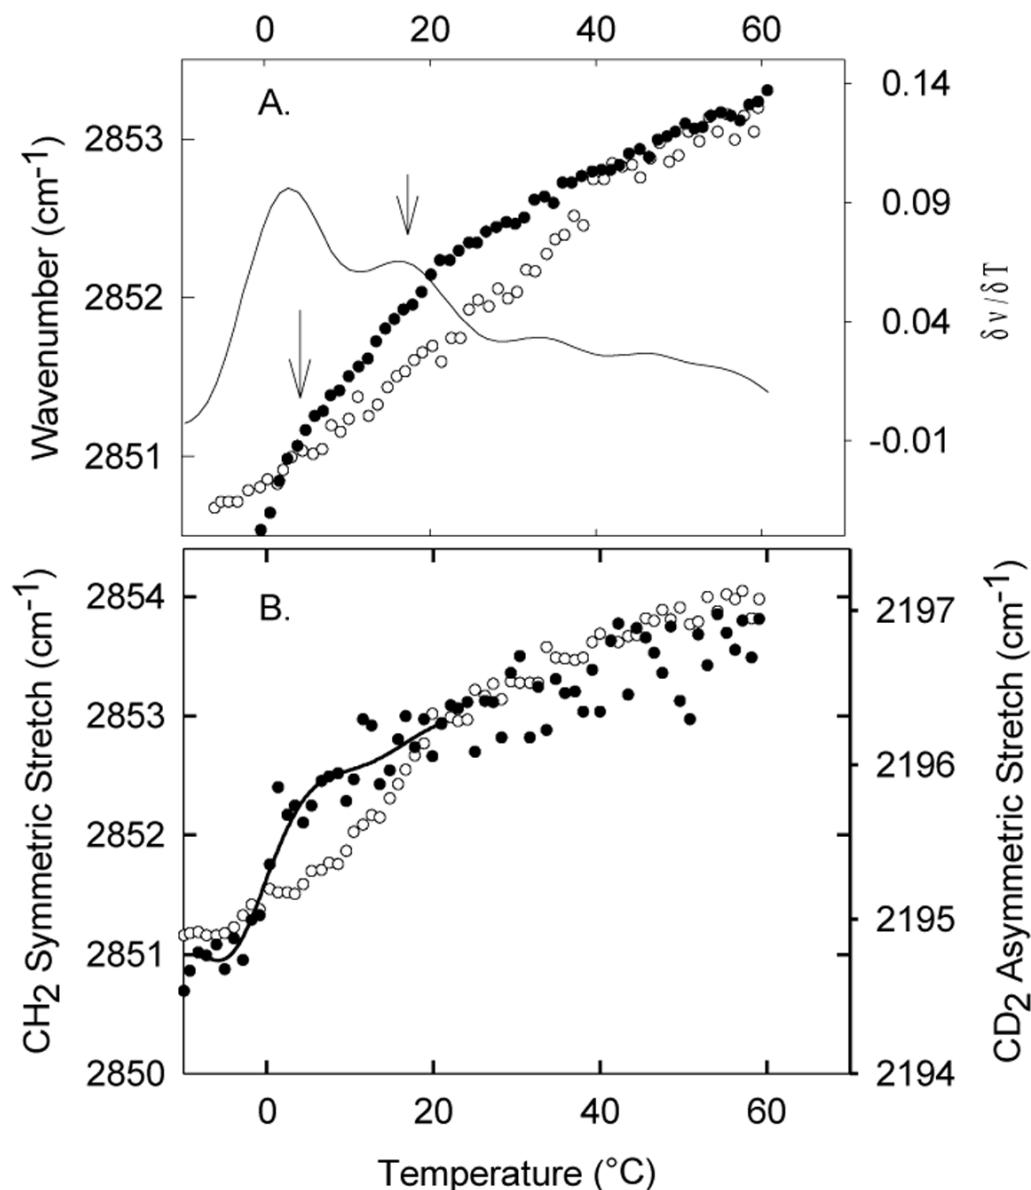 0 20 40 60
A.
Wavenumber (cm-1)
2853
2852
2851
0.14
0.09
0.04
-0.01
δν/δT
B.
CH2 Symmetric Stretch (cm-1)
2854
2853
2852
2851
2850
2197
2196
2195
2194
CD2 Asymmetric Stretch (cm-1)
0 20 40 60
Temperature (°C)